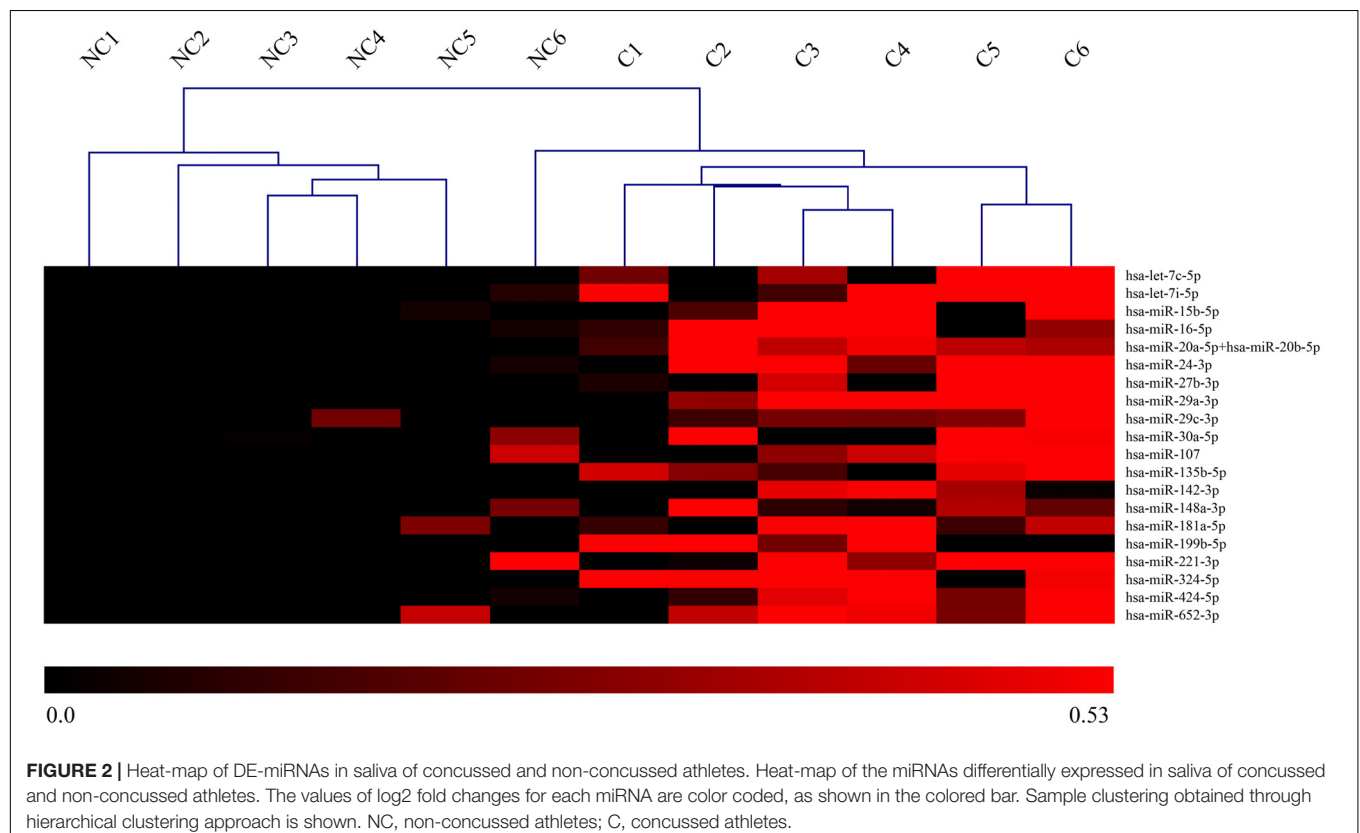 NC1 NC2 NC3 NC4 NC5 NC6 C1 C2 C3 C4 C5 C6
hsa-let-7c-5p
hsa-let-7i-5p
hsa-miR-15b-5p
hsa-miR-16-5p
hsa-miR-20a-5p+hsa-miR-20b-5p
hsa-miR-24-3p
hsa-miR-27b-3p
hsa-miR-29a-3p
hsa-miR-29c-3p
hsa-miR-30a-5p
hsa-miR-107
hsa-miR-135b-5p
hsa-miR-142-3p
hsa-miR-148a-3p
hsa-miR-181a-5p
hsa-miR-199b-5p
hsa-miR-221-3p
hsa-miR-324-5p
hsa-miR-424-5p
hsa-miR-652-3p
0.0 0.53
FIGURE 2 | Heat-map of DE-miRNAs in saliva of concussed and non-concussed athletes. Heat-map of the miRNAs differentially expressed in saliva of concussed
and non-concussed athletes. The values of log2 fold changes for each miRNA are color coded, as shown in the colored bar. Sample clustering obtained through
hierarchical clustering approach is shown. NC, non-concussed athletes; C, concussed athletes.